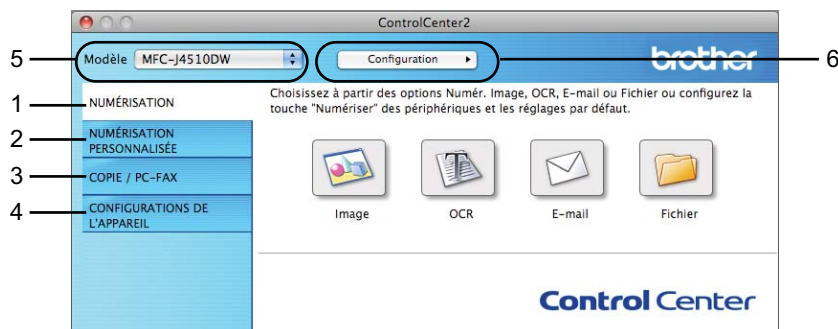 ControlCenter2
5
Modèle MFC-J4510DW
Configuration
brother
6
1
NUMÉRISATION
2
NUMÉRISATION
PERSONNALISÉE
3
COPIE / PC-FAX
4
CONFIGURATIONS DE
L'APPAREIL
Choisissez à partir des options Numér. Image, OCR, E-mail ou Fichier ou configurez la
touche "Numériser" des périphériques et les réglages par défaut.
Image
OCR
E-mail
Fichier
Control Center